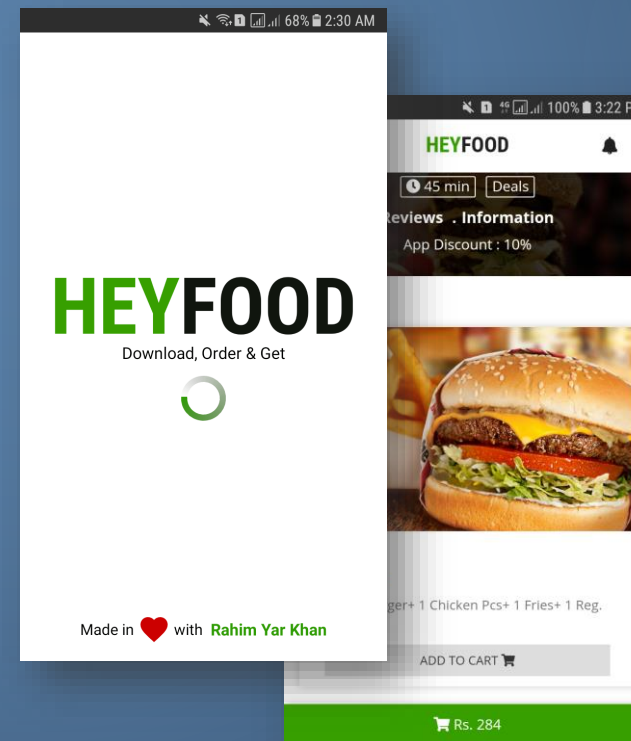 68% 2:30 AM
HEYFOOD
Download, Order & Get
Made in with Rahim Yar Khan
4G 100% 3:22 P
HEYFOOD
45 min Deals
Reviews . Information
App Discount : 10%
ger+ 1 Chicken Pcs+ 1 Fries+ 1 Reg.
ADD TO CART
Rs. 284